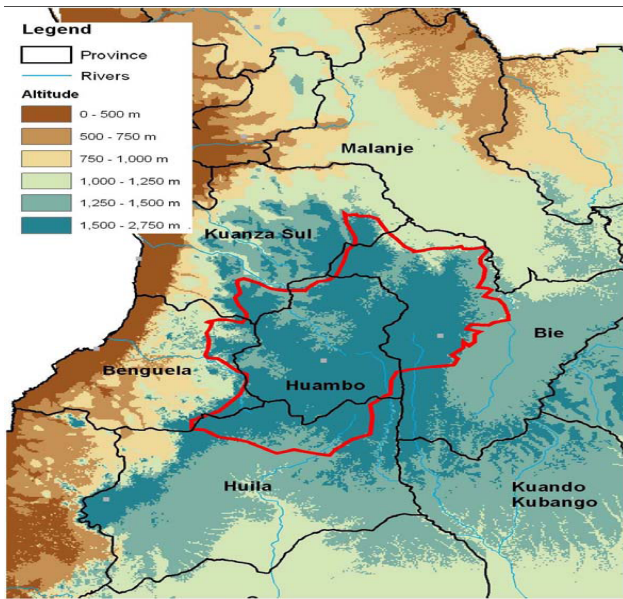 Legend
Province
Rivers
Altitude
0 - 500 m
500 - 750 m
750 - 1,000 m
1,000 - 1,250 m
1,250 - 1,500 m
1,500 - 2,750 m
Malanje
Kuanza Sul
Bie
Benguela
Huambo
Huila
Kuando
Kubango